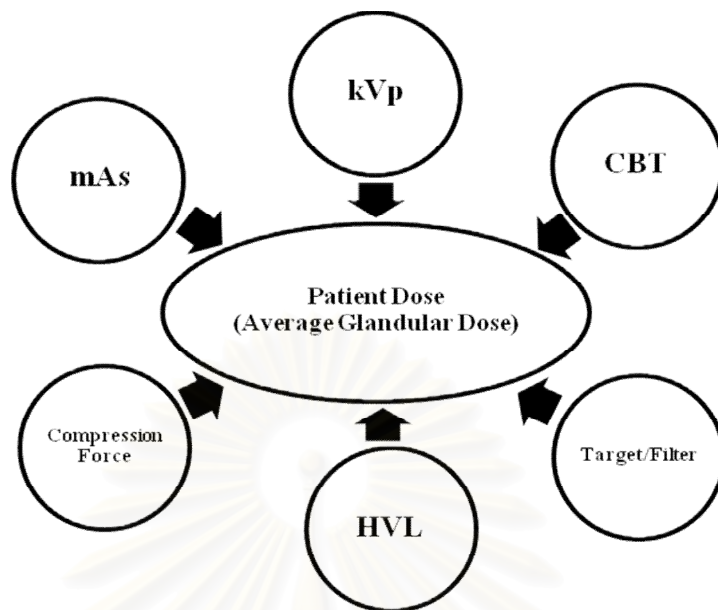 kVp
mAs
CBT
Patient Dose
(Average Glandular Dose)
Compression
Force
Target/Filter
HVL